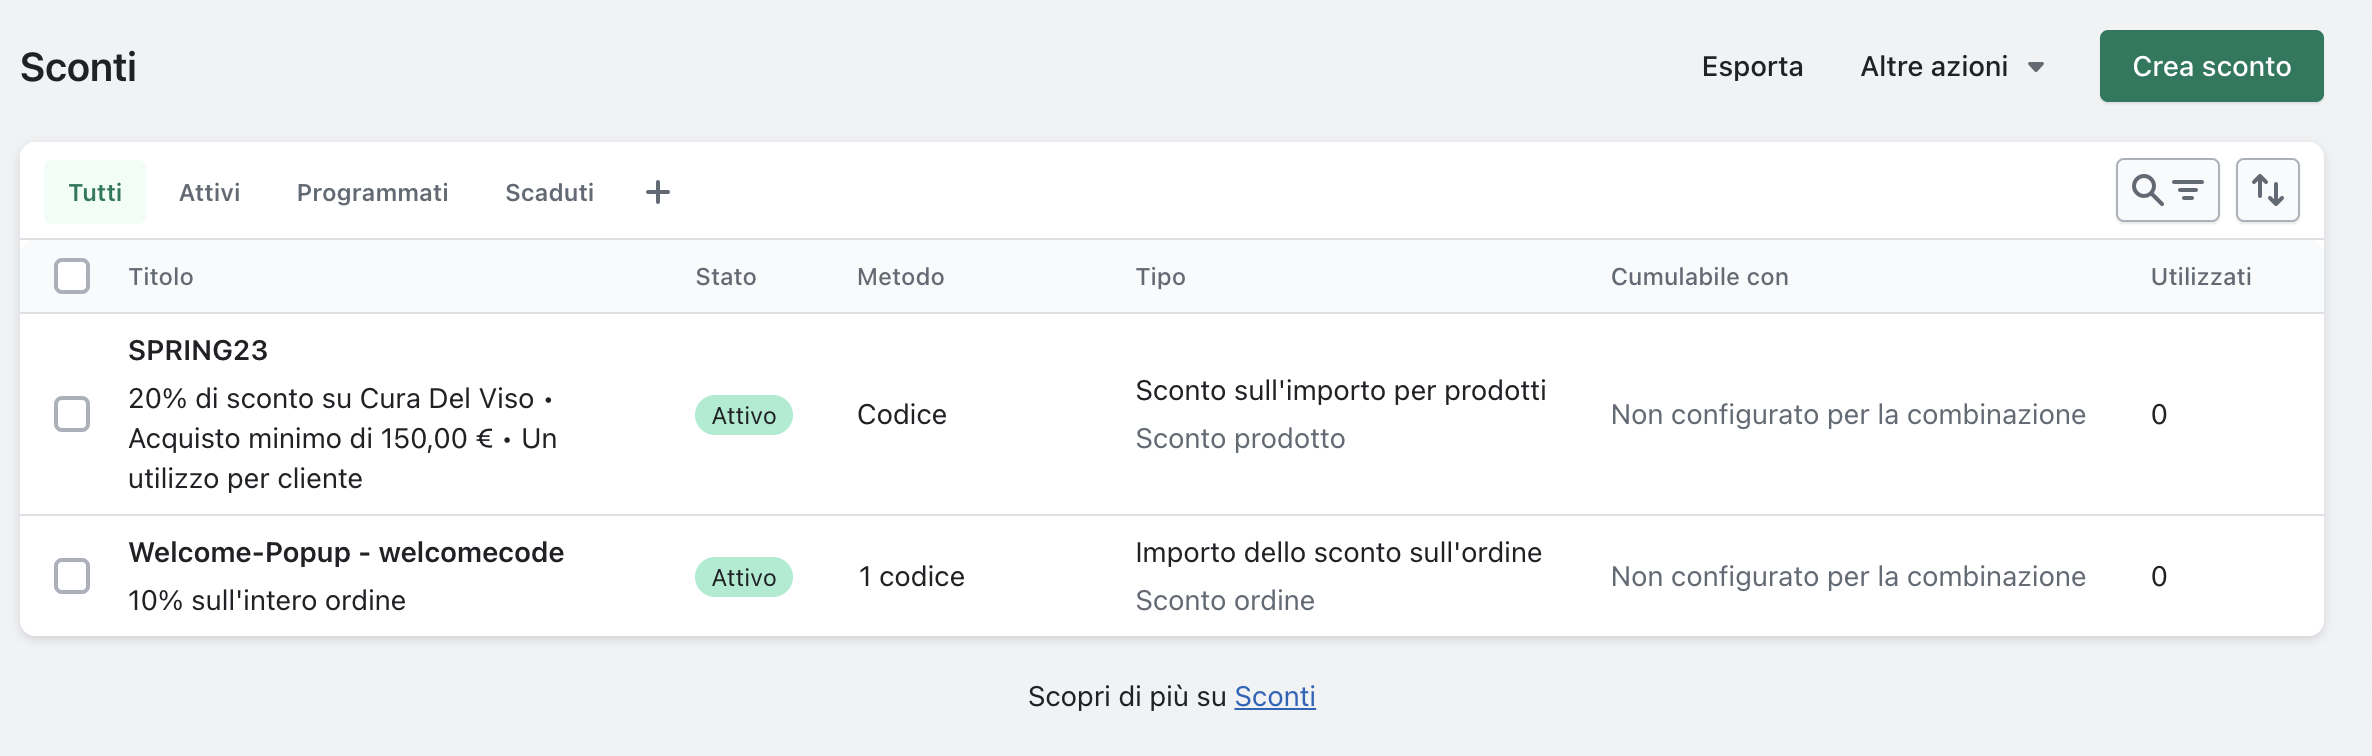 Sconti
Esporta
Altre azioni
Crea sconto
Tutti
Attivi
Programmati
Scaduti
Titolo
Stato
Metodo
Tipo
Cumulabile con
Utilizzati
SPRING23
20% di sconto su Cura Del Viso •
Acquisto minimo di 150,00 € • Un
utilizzo per cliente
Attivo
Codice
Sconto sull'importo per prodotti
Sconto prodotto
Non configurato per la combinazione
0
Welcome-Popup - welcomecode
10% sull'intero ordine
Attivo
1 codice
Importo dello sconto sull'ordine
Sconto ordine
Non configurato per la combinazione
0
Scopri di più su Sconti